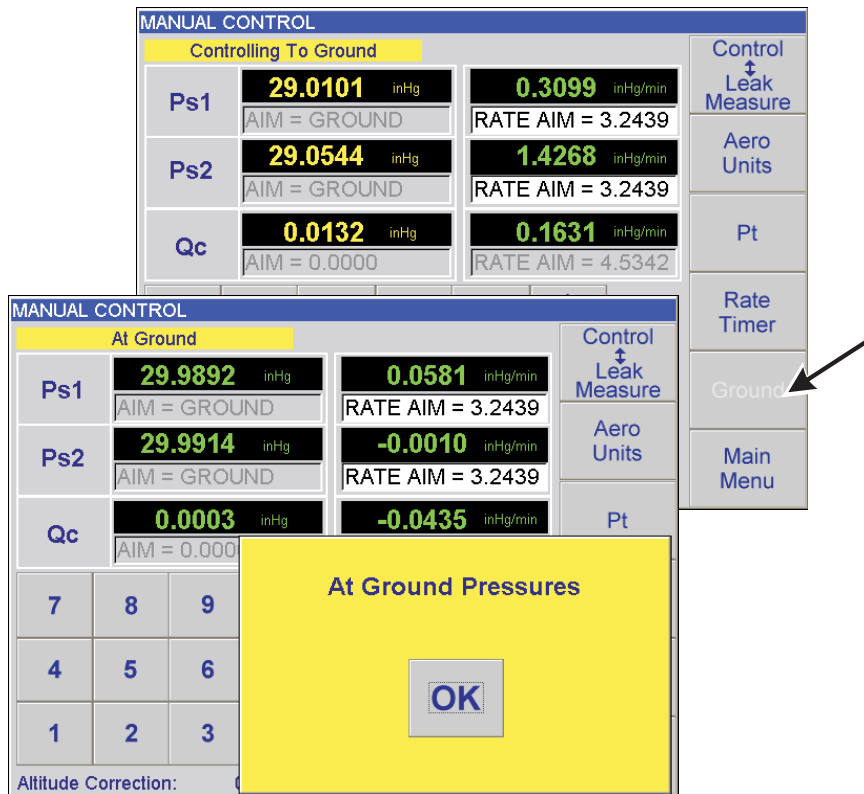 MANUAL CONTROL
Controlling To Ground
Ps1
29.0101 inHg
0.3099 inHg/min
AIM = GROUND
RATE AIM = 3.2439
Ps2
29.0544 inHg
1.4268 inHg/min
AIM = GROUND
RATE AIM = 3.2439
Qc
0.0132 inHg
0.1631 inHg/min
AIM = 0.0000
RATE AIM = 4.5342
Control
Leak
Measure
Aero
Units
Pt
Rate
Timer
Ground
Main
Menu
MANUAL CONTROL
At Ground
Ps1
29.9892 inHg
0.0581 inHg/min
AIM = GROUND
RATE AIM = 3.2439
Ps2
29.9914 inHg
-0.0010 inHg/min
AIM = GROUND
RATE AIM = 3.2439
Qc
0.0003 inHg
-0.0435 inHg/min
AIM = 0.000
Control
Leak
Measure
Aero
Units
Pt
7 8 9
4 5 6
1 2 3
Altitude Correction:
At Ground Pressures
OK